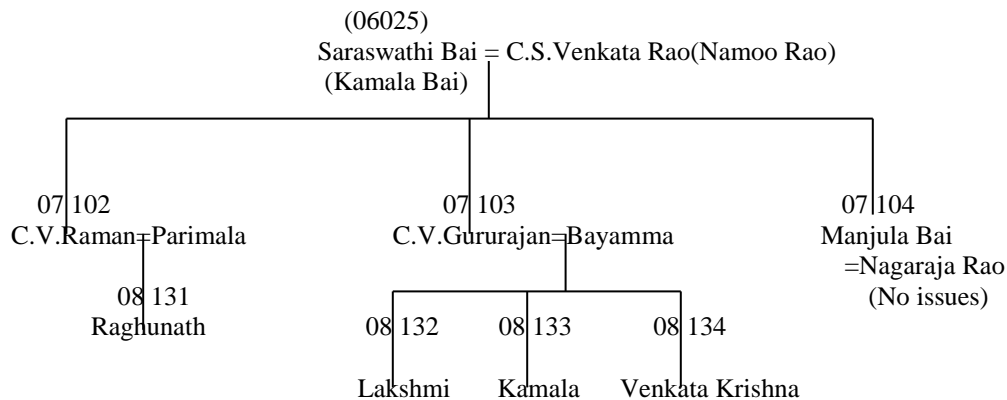 (06025)
Saraswathi Bai = C.S.Venkata Rao(Namoo Rao)
(Kamala Bai)
07 102 07 103 07 104
C.V.Raman=Parimala C.V.Gururajan=Bayamma Manjula Bai
=Nagaraja Rao
(No issues)
08 131
Raghunath
08 132 08 133 08 134
Lakshmi Kamala Venkata Krishna